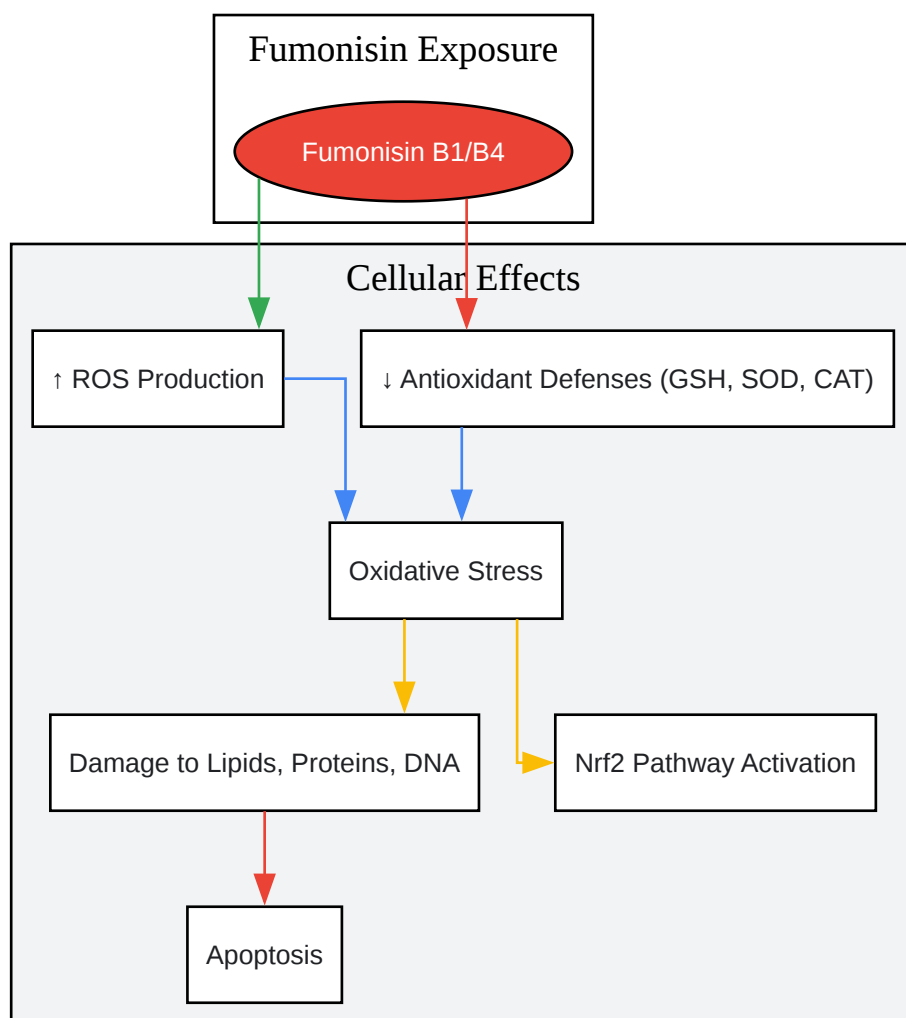 Fumonisin Exposure
Fumonisin B1/B4
Cellular Effects
↑ ROS Production
↓ Antioxidant Defenses (GSH, SOD, CAT)
Oxidative Stress
Damage to Lipids, Proteins, DNA
Nrf2 Pathway Activation
Apoptosis